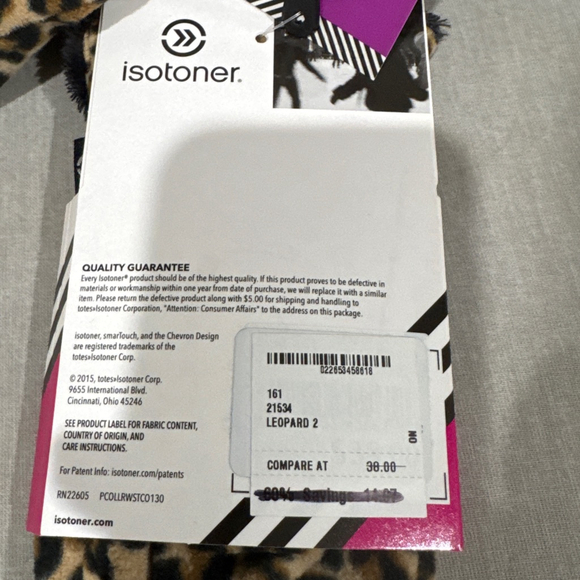 isotoner®
QUALITY GUARANTEE
Every Isotoner® product should be of the highest quality. If this product proves to be defective in
materials or workmanship within one year from date of purchase, we will replace it with a similar
item. Please return the defective product along with $5.00 for shipping and handling to
totes»Isotoner Corporation, "Attention: Consumer Affairs" to the address on this package.
isotoner, smarTouch, and the Chevron Design
are registered trademarks of the
totes»Isotoner Corp.
© 2015, totes»Isotoner Corp.
9655 International Blvd.
Cincinnati, Ohio 45246
SEE PRODUCT LABEL FOR FABRIC CONTENT,
COUNTRY OF ORIGIN, AND
CARE INSTRUCTIONS.
For Patent info: isotoner.com/patents
RN22605 PCOLLRWSTCO130
isotoner.com
022653458618
161
21534
LEOPARD 2
NO
COMPARE AT 38.00
60% Savings